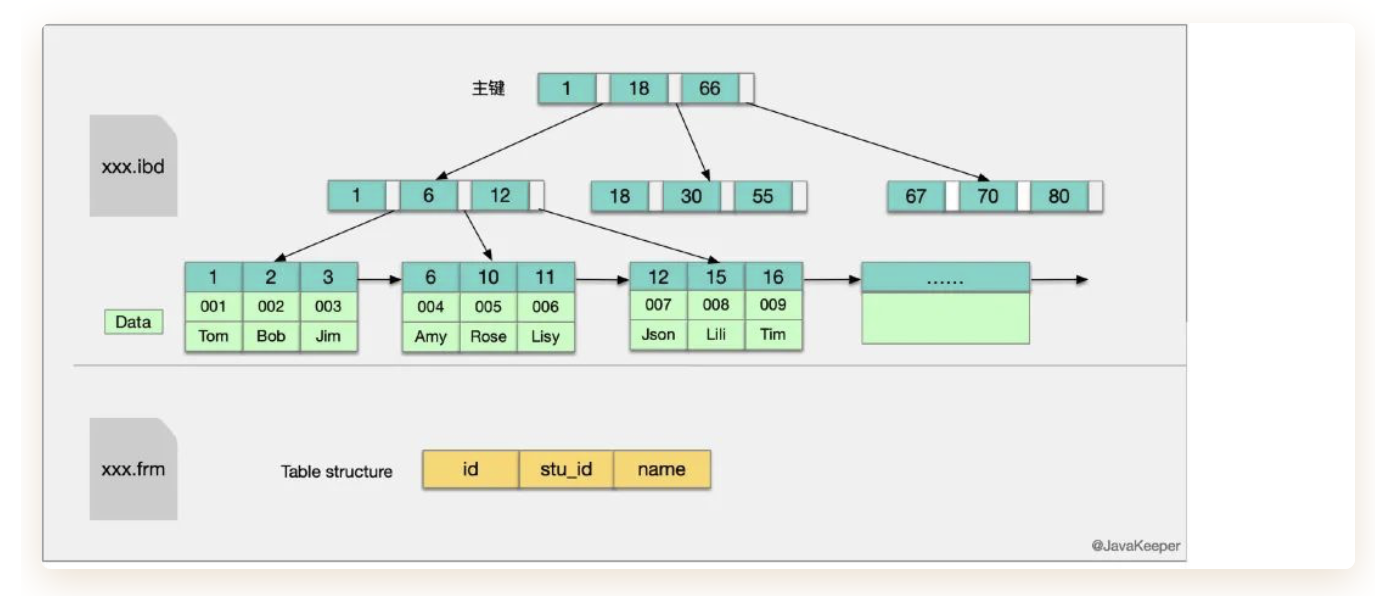 主键 1 18 66
xxx.ibd
1 6 12 18 30 55 67 70 80
1 2 3 6 10 11 12 15 16 ......
001 002 003 004 005 006 007 008 009
Data
Tom Bob Jim Amy Rose Lisy Json Lili Tim
xxx.frm
Table structure id stu_id name
@JavaKeeper